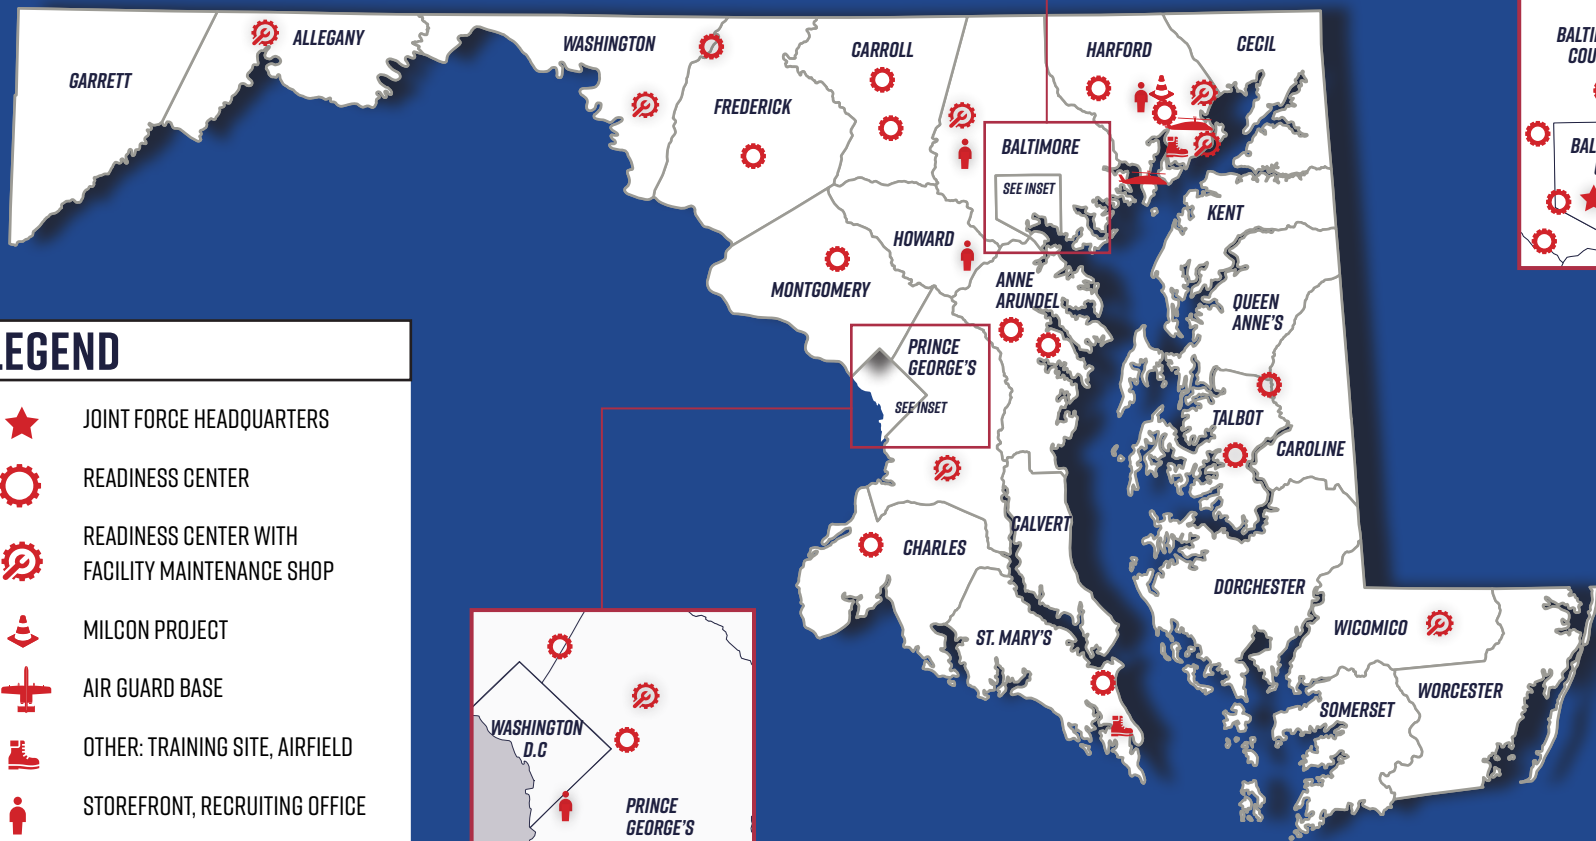 GARRETT
ALLEGANY
WASHINGTON
FREDERICK
CARROLL
HARFORD
CECIL
BALTIMORE
SEE INSET
KENT
HOWARD
MONTGOMERY
ANNE
ARUNDEL
QUEEN
ANNE'S
PRINCE
GEORGE'S
SEE INSET
TALBOT
CAROLINE
CHARLES
CALVERT
DORCHESTER
ST. MARY'S
WICOMICO
WORCESTER
SOMERSET
LEGEND
JOINT FORCE HEADQUARTERS
READINESS CENTER
READINESS CENTER WITH
FACILITY MAINTENANCE SHOP
MILCON PROJECT
AIR GUARD BASE
OTHER: TRAINING SITE, AIRFIELD
STOREFRONT, RECRUITING OFFICE
WASHINGTON
D.C
PRINCE
GEORGE'S